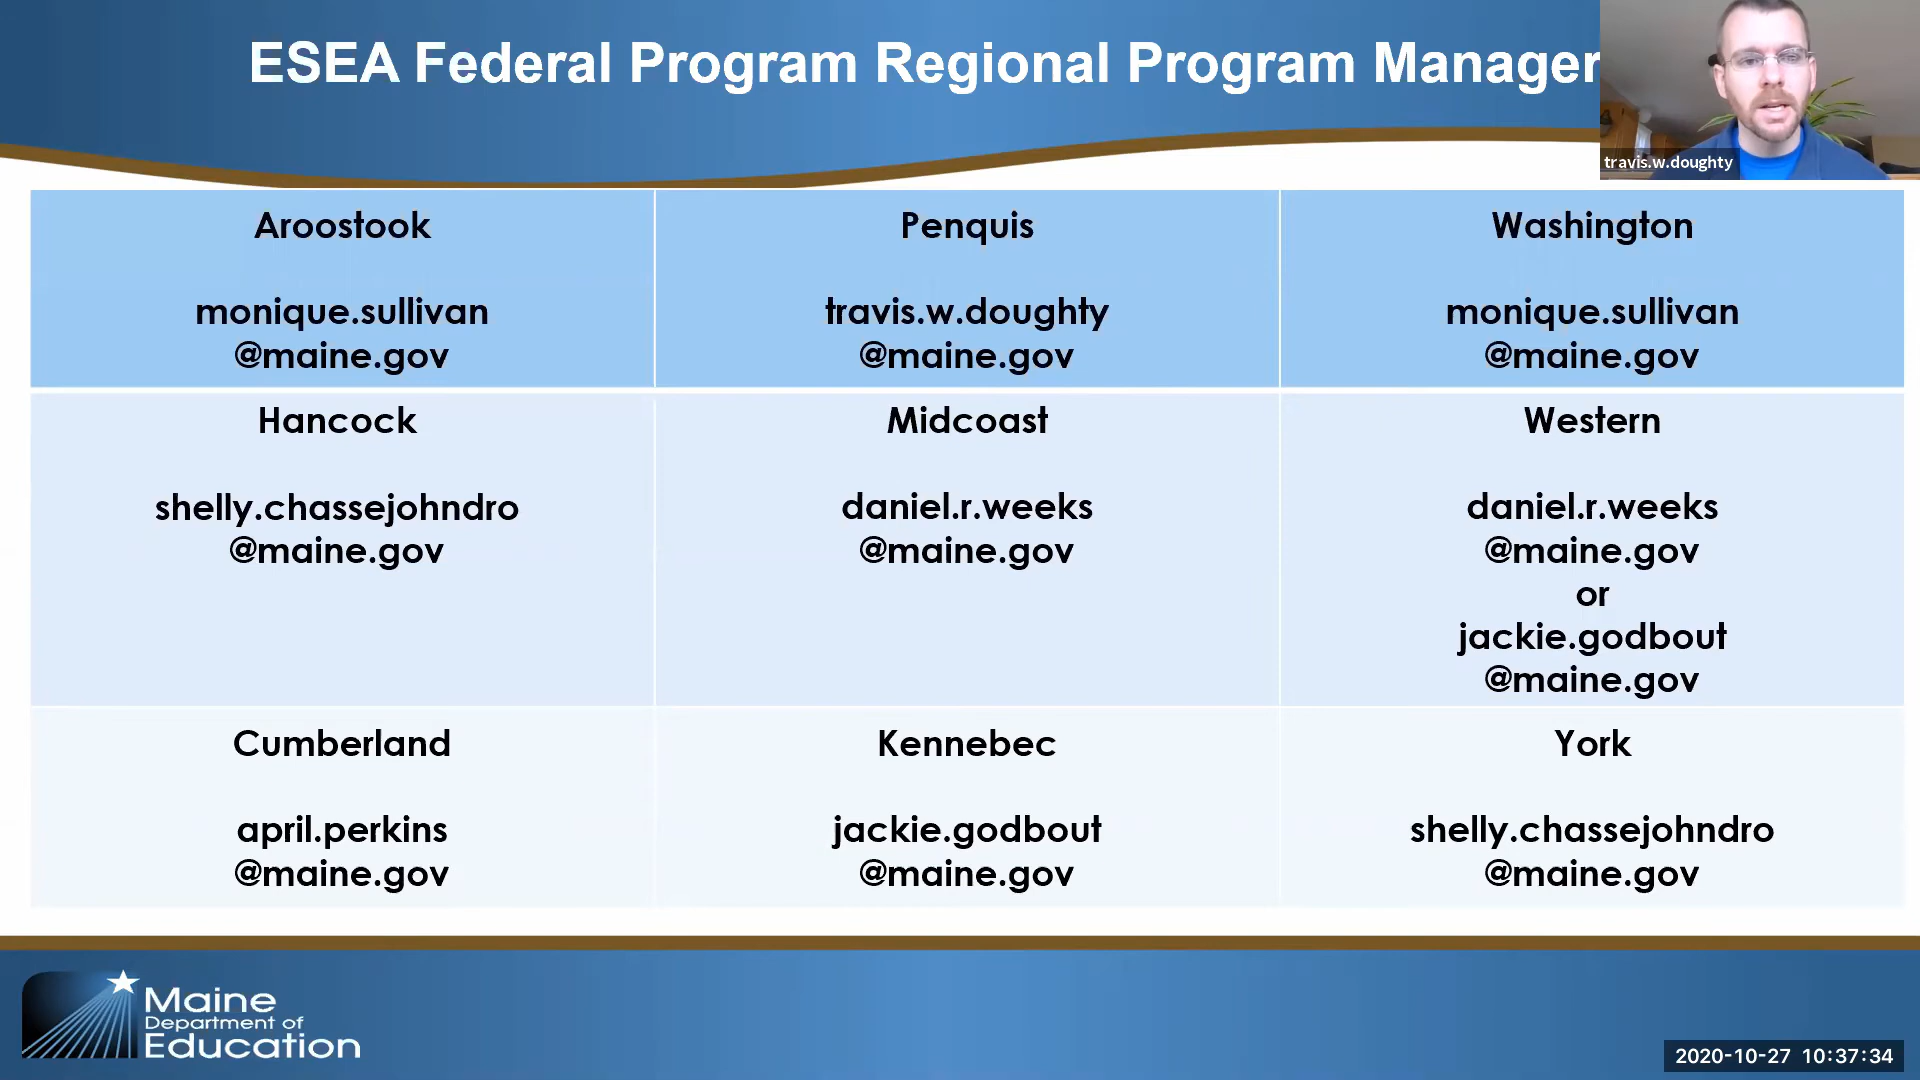 ESEA Federal Program Regional Program Manager
travis.w.doughty
Aroostook
monique.sullivan
@maine.gov
Penquis
travis.w.doughty
@maine.gov
Washington
monique.sullivan
@maine.gov
Hancock
shelly.chassejohndro
@maine.gov
Midcoast
daniel.r.weeks
@maine.gov
Western
daniel.r.weeks
@maine.gov
or
jackie.godbout
@maine.gov
Cumberland
april.perkins
@maine.gov
Kennebec
jackie.godbout
@maine.gov
York
shelly.chassejohndro
@maine.gov
Maine
Department of
Education
2020-10-27 10:37:34